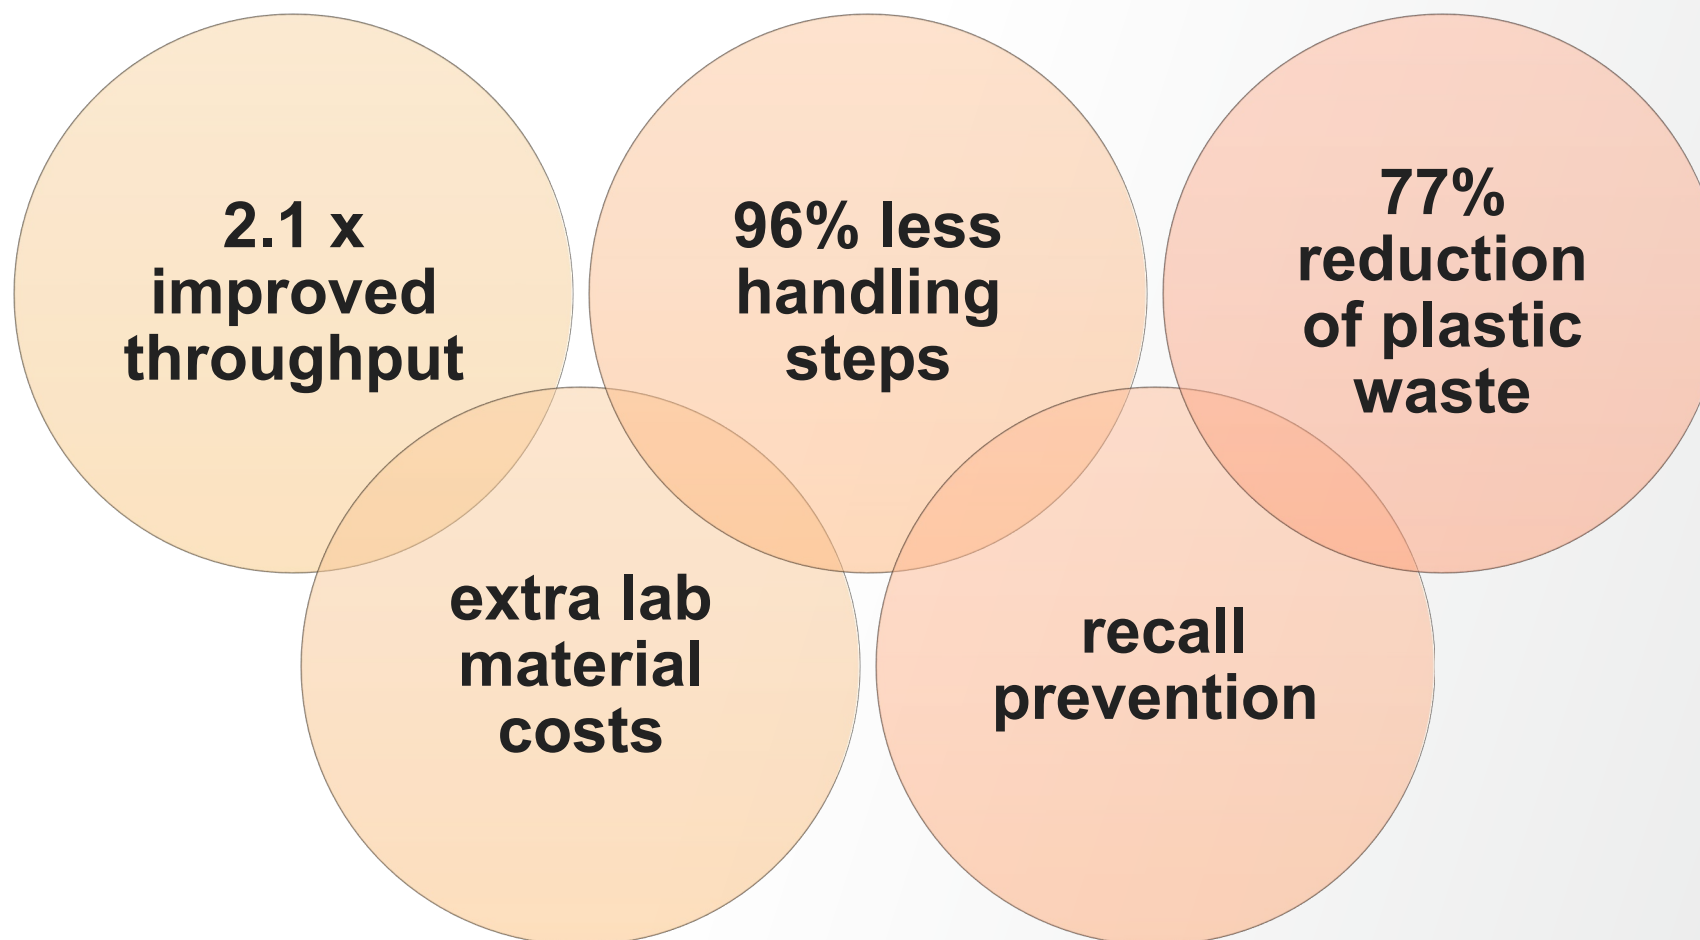 2.1 x
improved
throughput
96% less
handling
steps
77%
reduction
of plastic
waste
extra lab
material
costs
recall
prevention